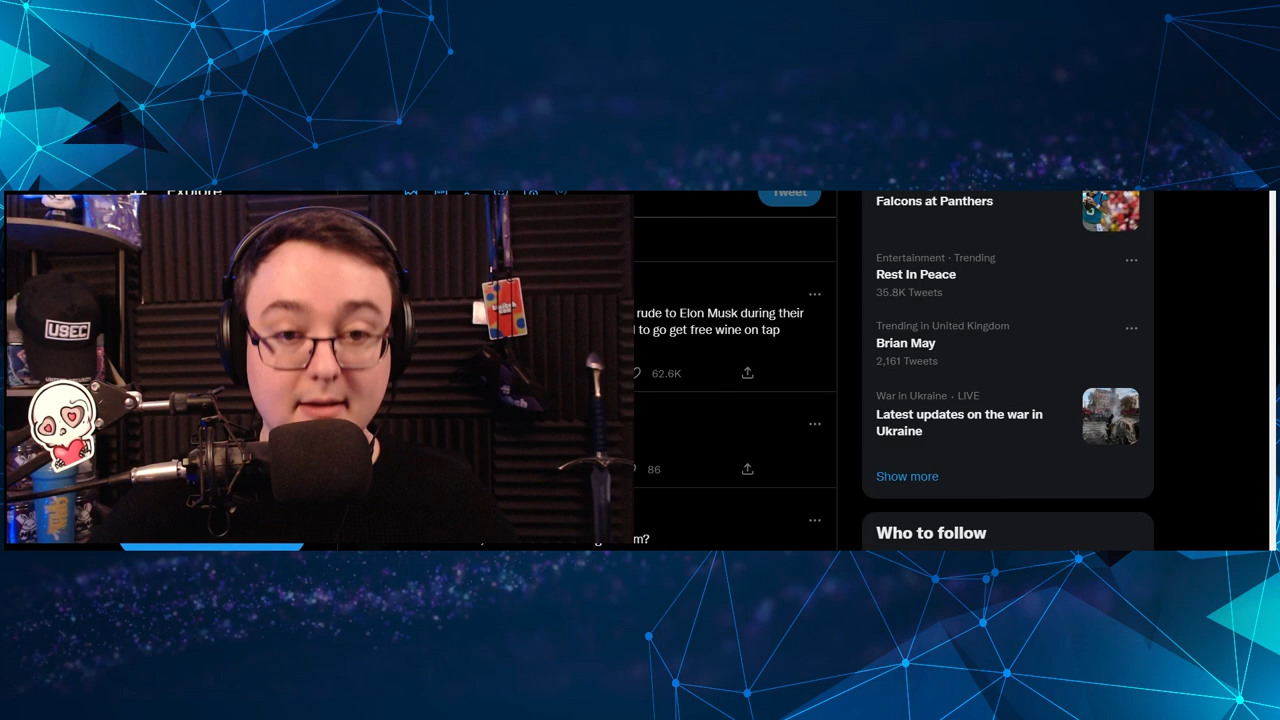 Explore
Tweet
Falcons at Panthers
Entertainment · Trending
Rest In Peace
35.8K Tweets
Trending in United Kingdom
Brian May
2,161 Tweets
War in Ukraine · LIVE
Latest updates on the war in
Ukraine
Show more
Who to follow
rude to Elon Musk during their
to go get free wine on tap
62.6K
86
m?
USEC